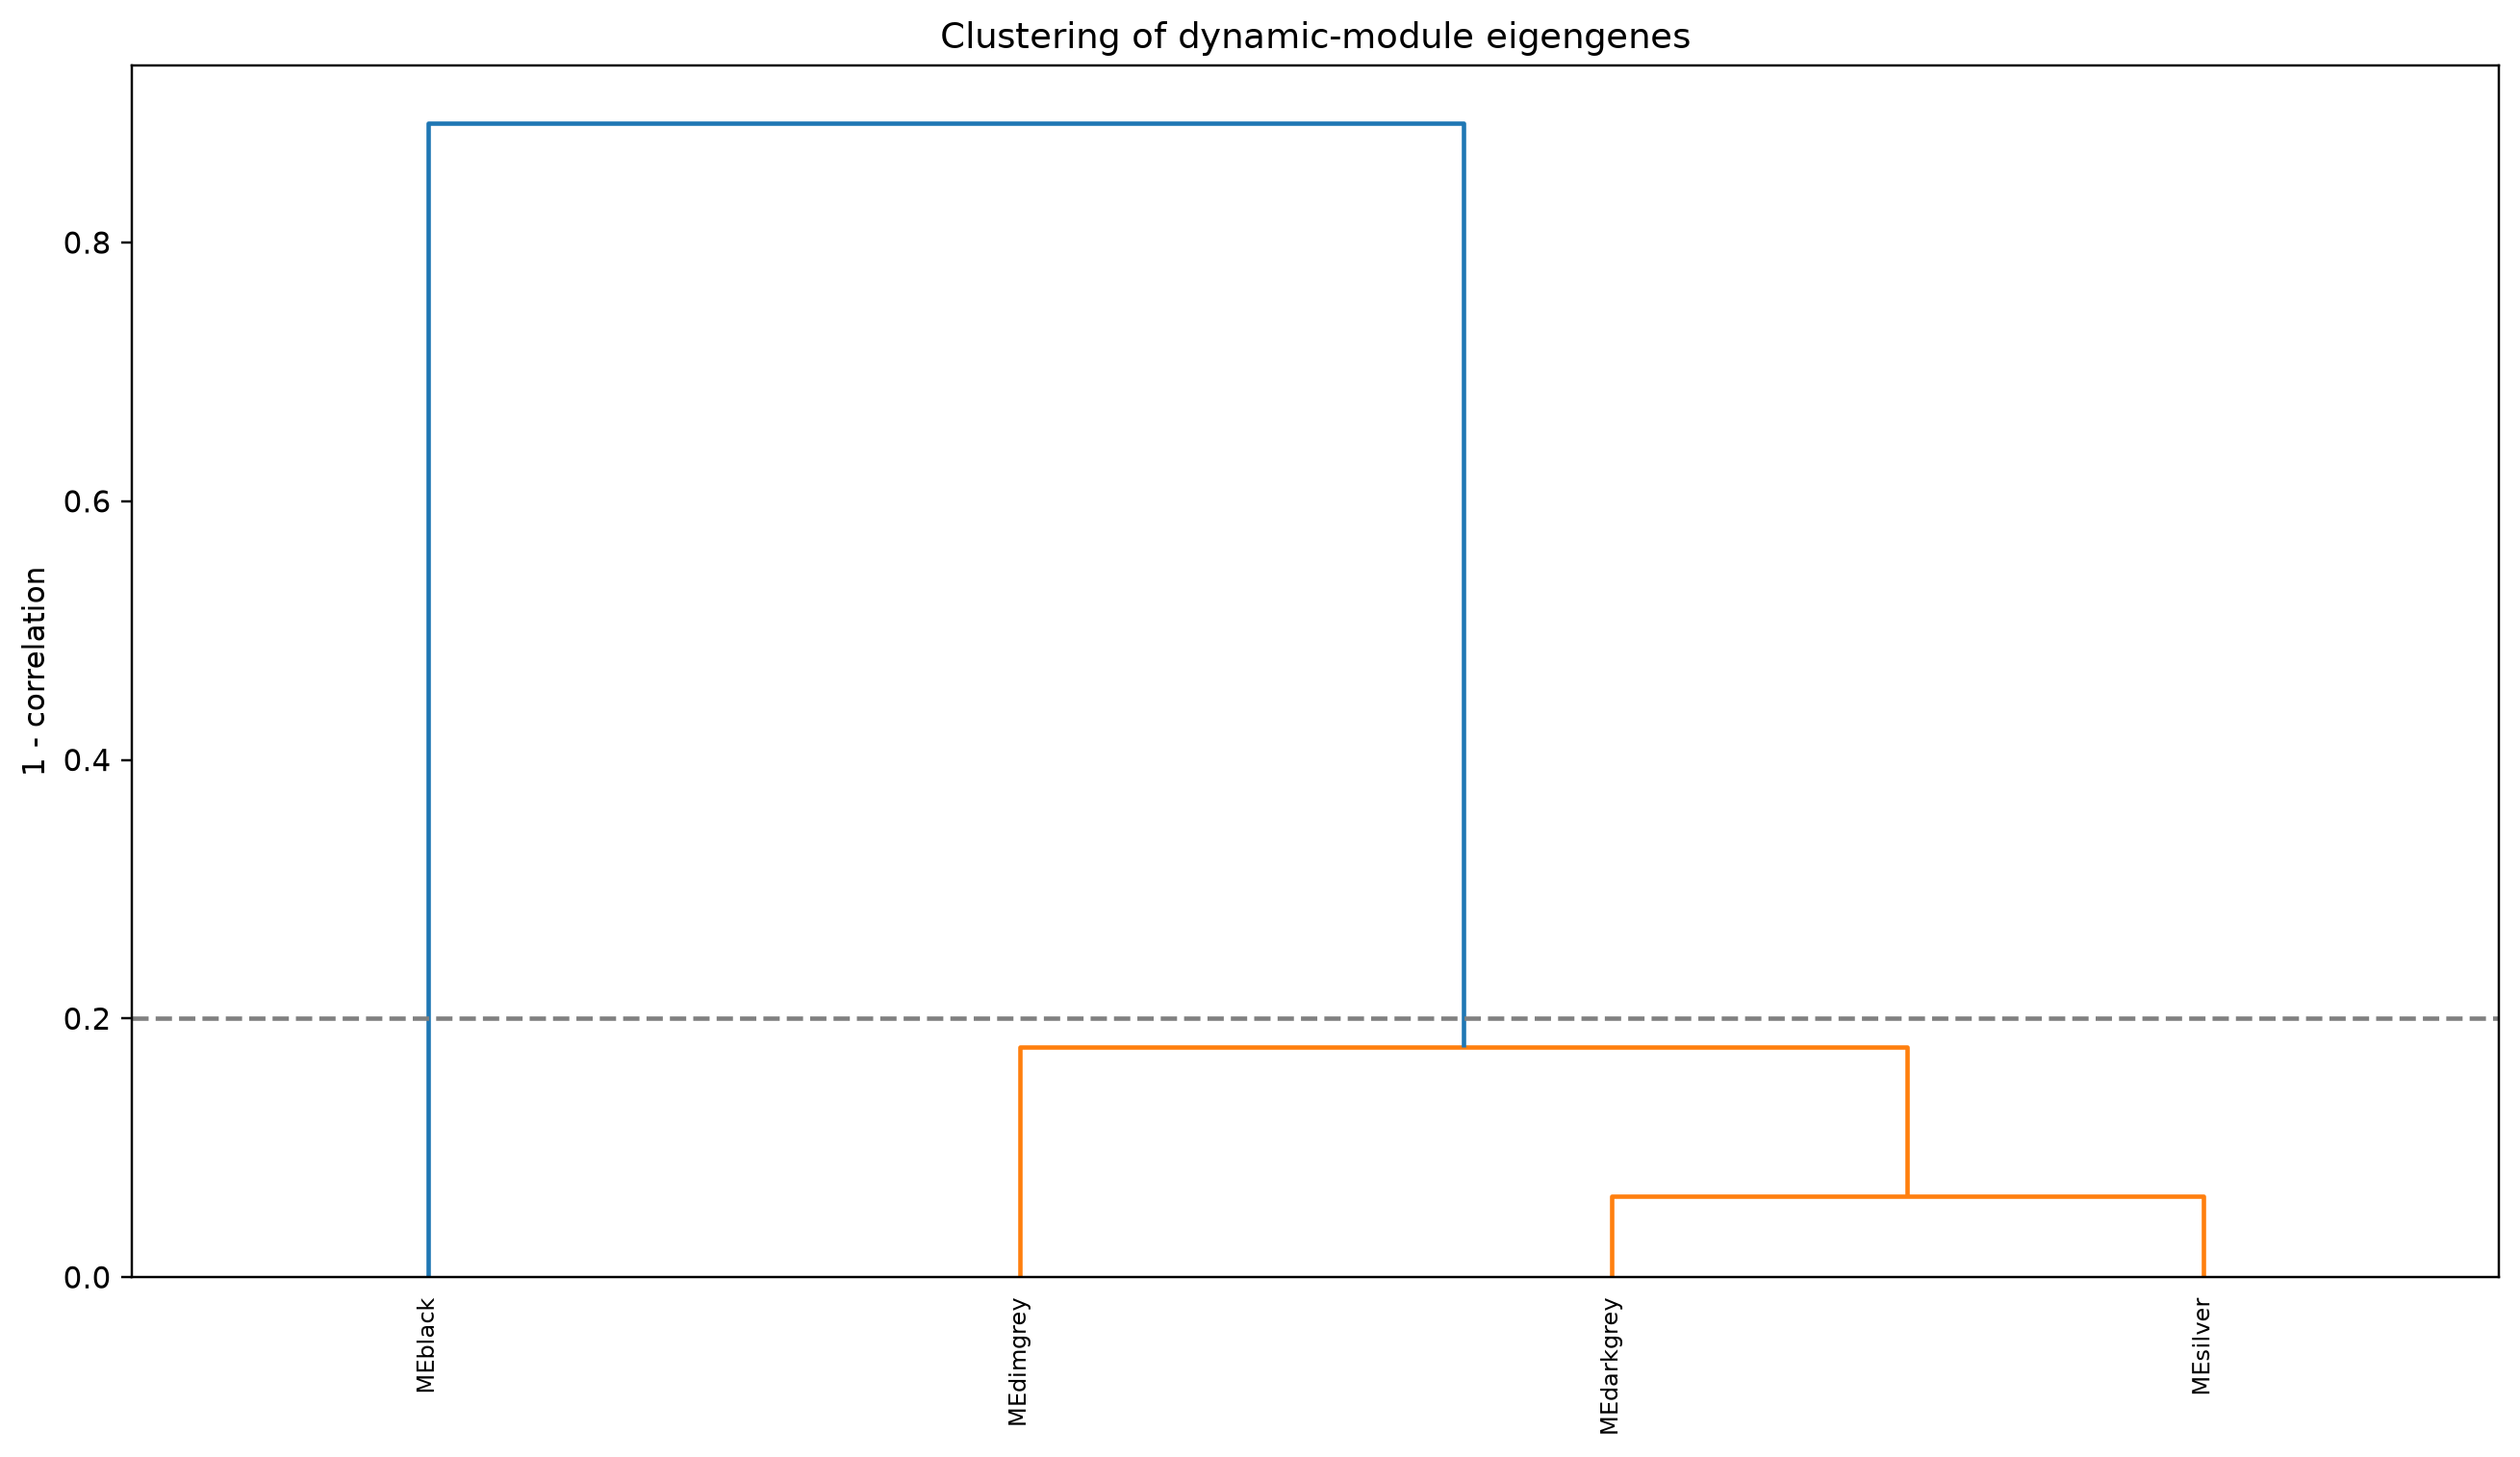 Clustering of dynamic-module eigengenes
1 - correlation
0.8
0.6
0.4
0.2
0.0
MEblack
MEdimgrey
MEdarkgrey
MEsilver